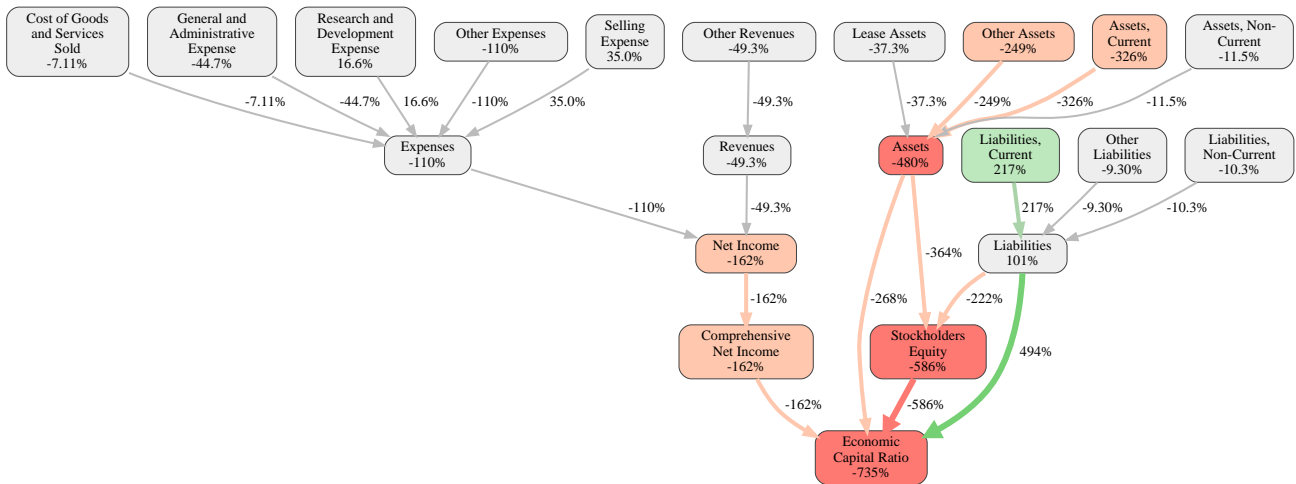 Cost of Goods
and Services
Sold
-7.11%
General and
Administrative
Expense
-44.7%
Research and
Development
Expense
16.6%
Other Expenses
-110%
Selling
Expense
35.0%
Other Revenues
-49.3%
Lease Assets
-37.3%
Other Assets
-249%
Assets,
Current
-326%
Assets, Non-
Current
-11.5%
-7.11%
-44.7%
16.6%
-110%
35.0%
-49.3%
-37.3%
-249%
-326%
-11.5%
Expenses
-110%
Revenues
-49.3%
Assets
-480%
Liabilities,
Current
217%
Other
Liabilities
-9.30%
Liabilities,
Non-Current
-10.3%
-110%
-49.3%
217%
-9.30%
-10.3%
Net Income
-162%
-364%
Liabilities
101%
-162%
-268%
-222%
Comprehensive
Net Income
-162%
Stockholders
Equity
-586%
494%
-162%
-586%
Economic
Capital Ratio
-735%